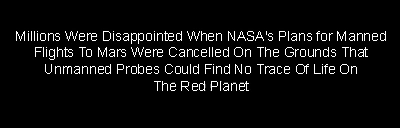 Millions Were Disappointed When NASA's Plans for Manned
Flights To Mars Were Cancelled On The Grounds That
Unmanned Probes Could Find No Trace Of Life On
The Red Planet